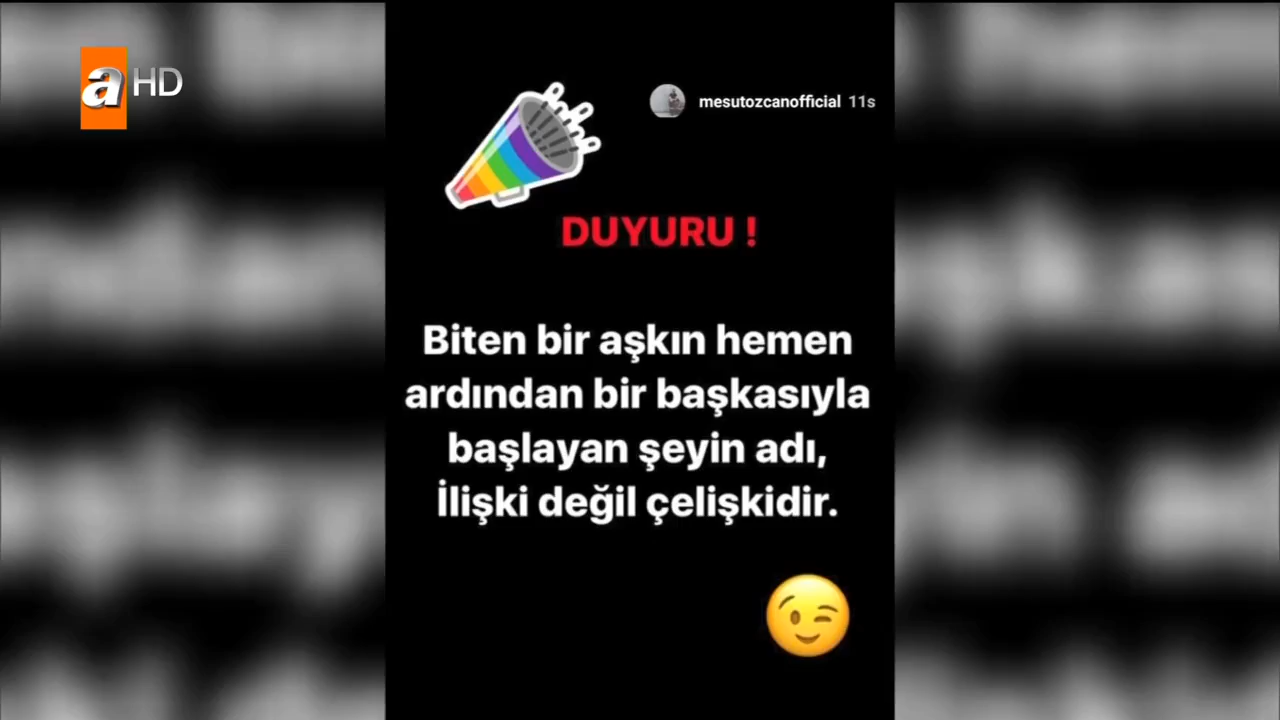 a HD
mesutozcanofficial 11s
DUYURU !
Biten bir aşkın hemen
ardından bir başkasıyla
başlayan şeyin adı,
İlişki değil çelişkidir.